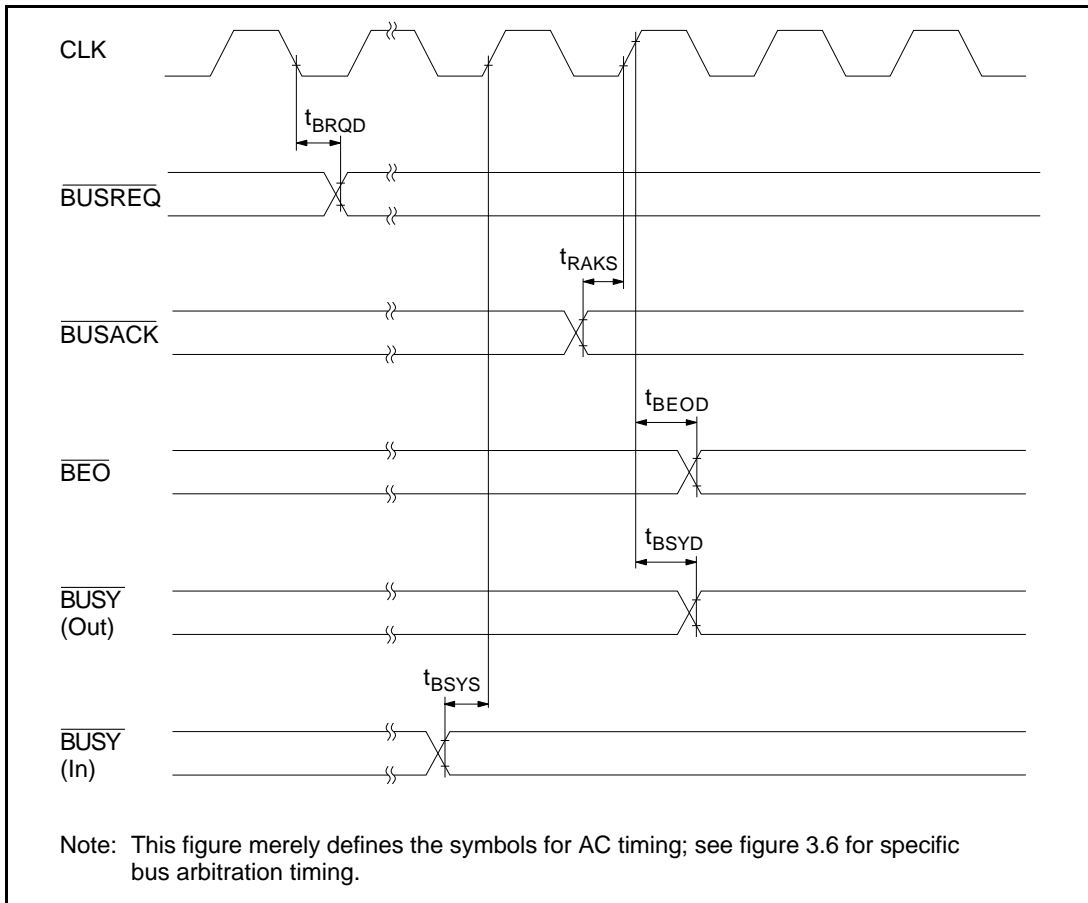 CLK
tBRQD
BUSREQ
tRAKS
BUSACK
tBEOD
BEO
tBSYD
BUSY
(Out)
tBSYS
BUSY
(In)
Note: This figure merely defines the symbols for AC timing; see figure 3.6 for specific
bus arbitration timing.